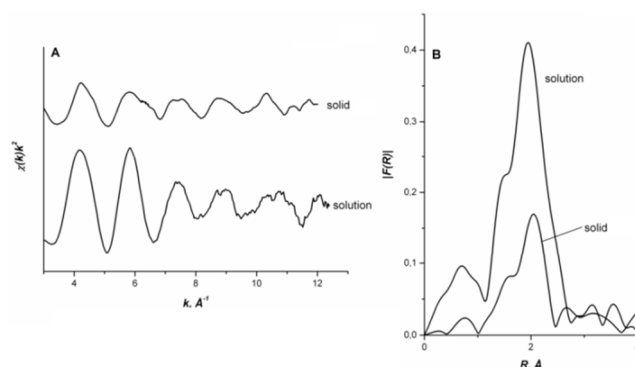 A
solid
solution
χ(k)k²
4
6
8
10
12
k, Å⁻¹
B
solution
solid
|F(R)|
0,4
0,3
0,2
0,1
0,0
0
2
R, Å